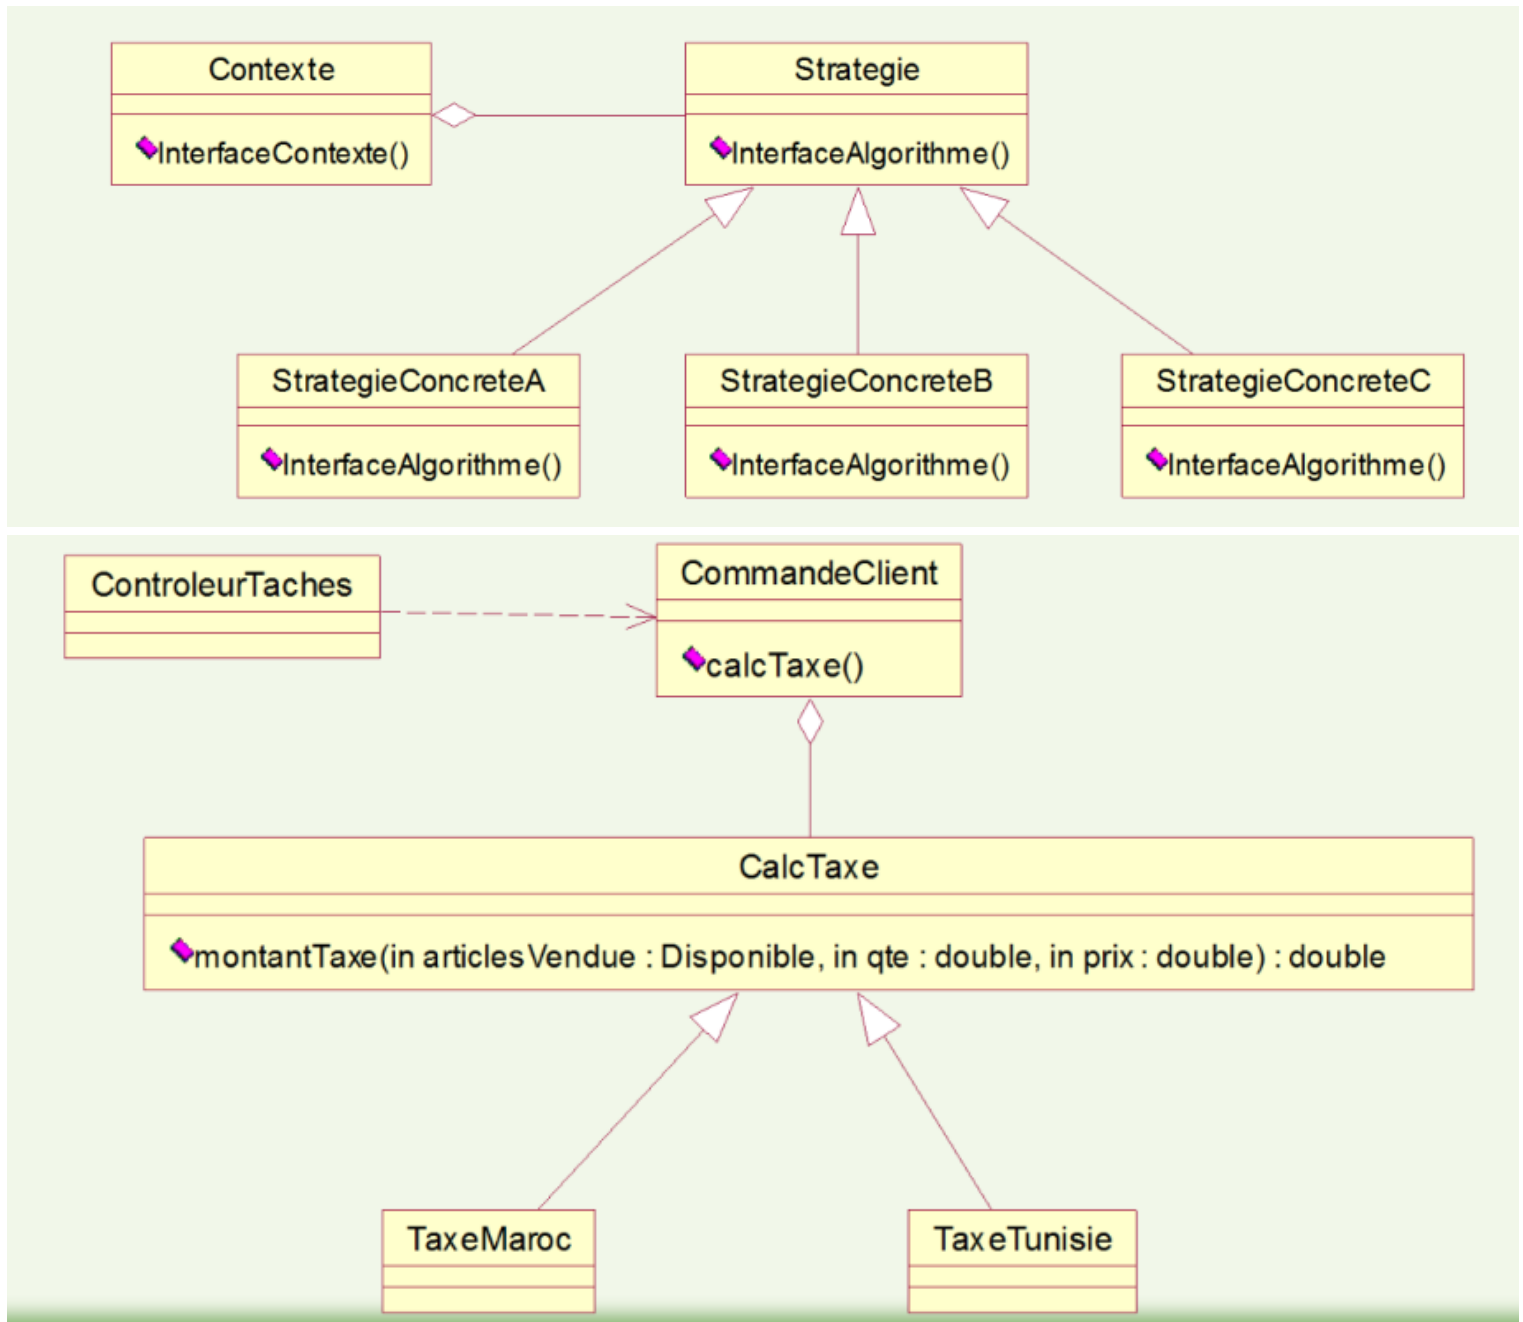 Contexte
InterfaceContexte()
Strategie
InterfaceAlgorithme()
StrategieConcreteA
InterfaceAlgorithme()
StrategieConcreteB
InterfaceAlgorithme()
StrategieConcreteC
InterfaceAlgorithme()
ControleurTaches
CommandeClient
calcTaxe()
CalcTaxe
montantTaxe(in articlesVendue : Disponible, in qte : double, in prix : double) : double
TaxeMaroc
TaxeTunisie